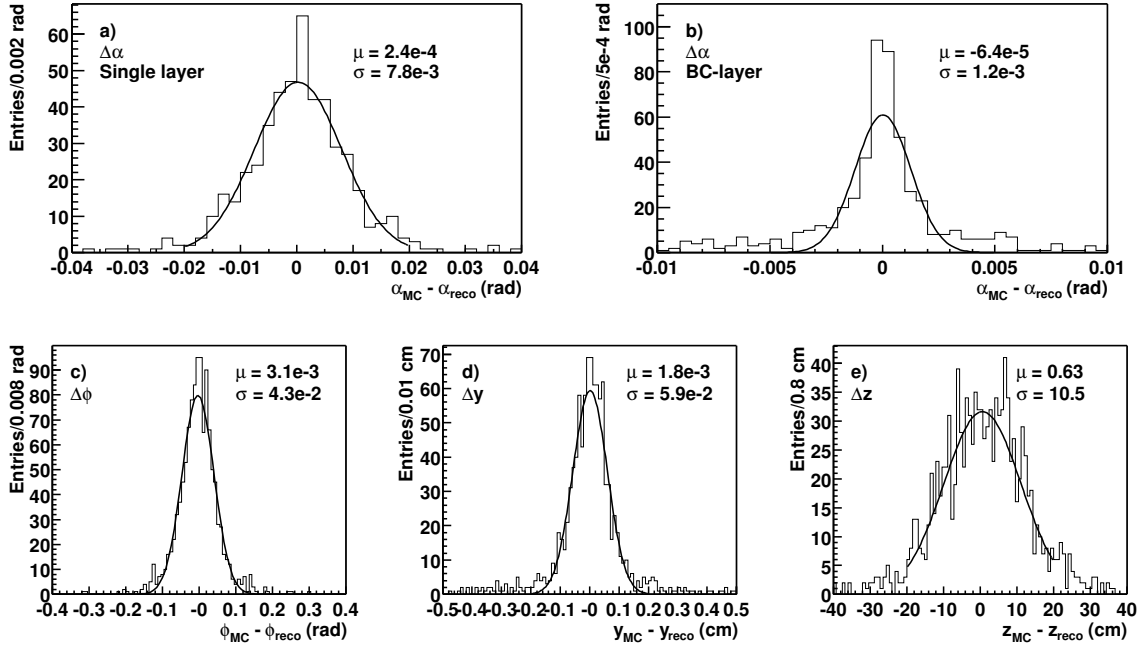 a)
Δα
Single layer
μ = 2.4e-4
σ = 7.8e-3
Entries/0.002 rad
60
50
40
30
20
10
0
-0.04 -0.03 -0.02 -0.01 0 0.01 0.02 0.03 0.04
α_MC - α_reco (rad)
b)
Δα
BC-layer
μ = -6.4e-5
σ = 1.2e-3
Entries/5e-4 rad
100
80
60
40
20
0
-0.01 -0.005 0 0.005 0.01
α_MC - α_reco (rad)
c)
Δϕ
μ = 3.1e-3
σ = 4.3e-2
Entries/0.008 rad
90
80
70
60
50
40
30
20
10
0
-0.4 -0.3 -0.2 -0.1 -0 0.1 0.2 0.3 0.4
ϕ_MC - ϕ_reco (rad)
d)
Δy
μ = 1.8e-3
σ = 5.9e-2
Entries/0.01 cm
70
60
50
40
30
20
10
0
-0.5 -0.4 -0.3 -0.2 -0.1 -0 0.1 0.2 0.3 0.4 0.5
y_MC - y_reco (cm)
e)
Δz
μ = 0.63
σ = 10.5
Entries/0.8 cm
45
40
35
30
25
20
15
10
5
0
-40 -30 -20 -10 0 10 20 30 40
z_MC - z_reco (cm)